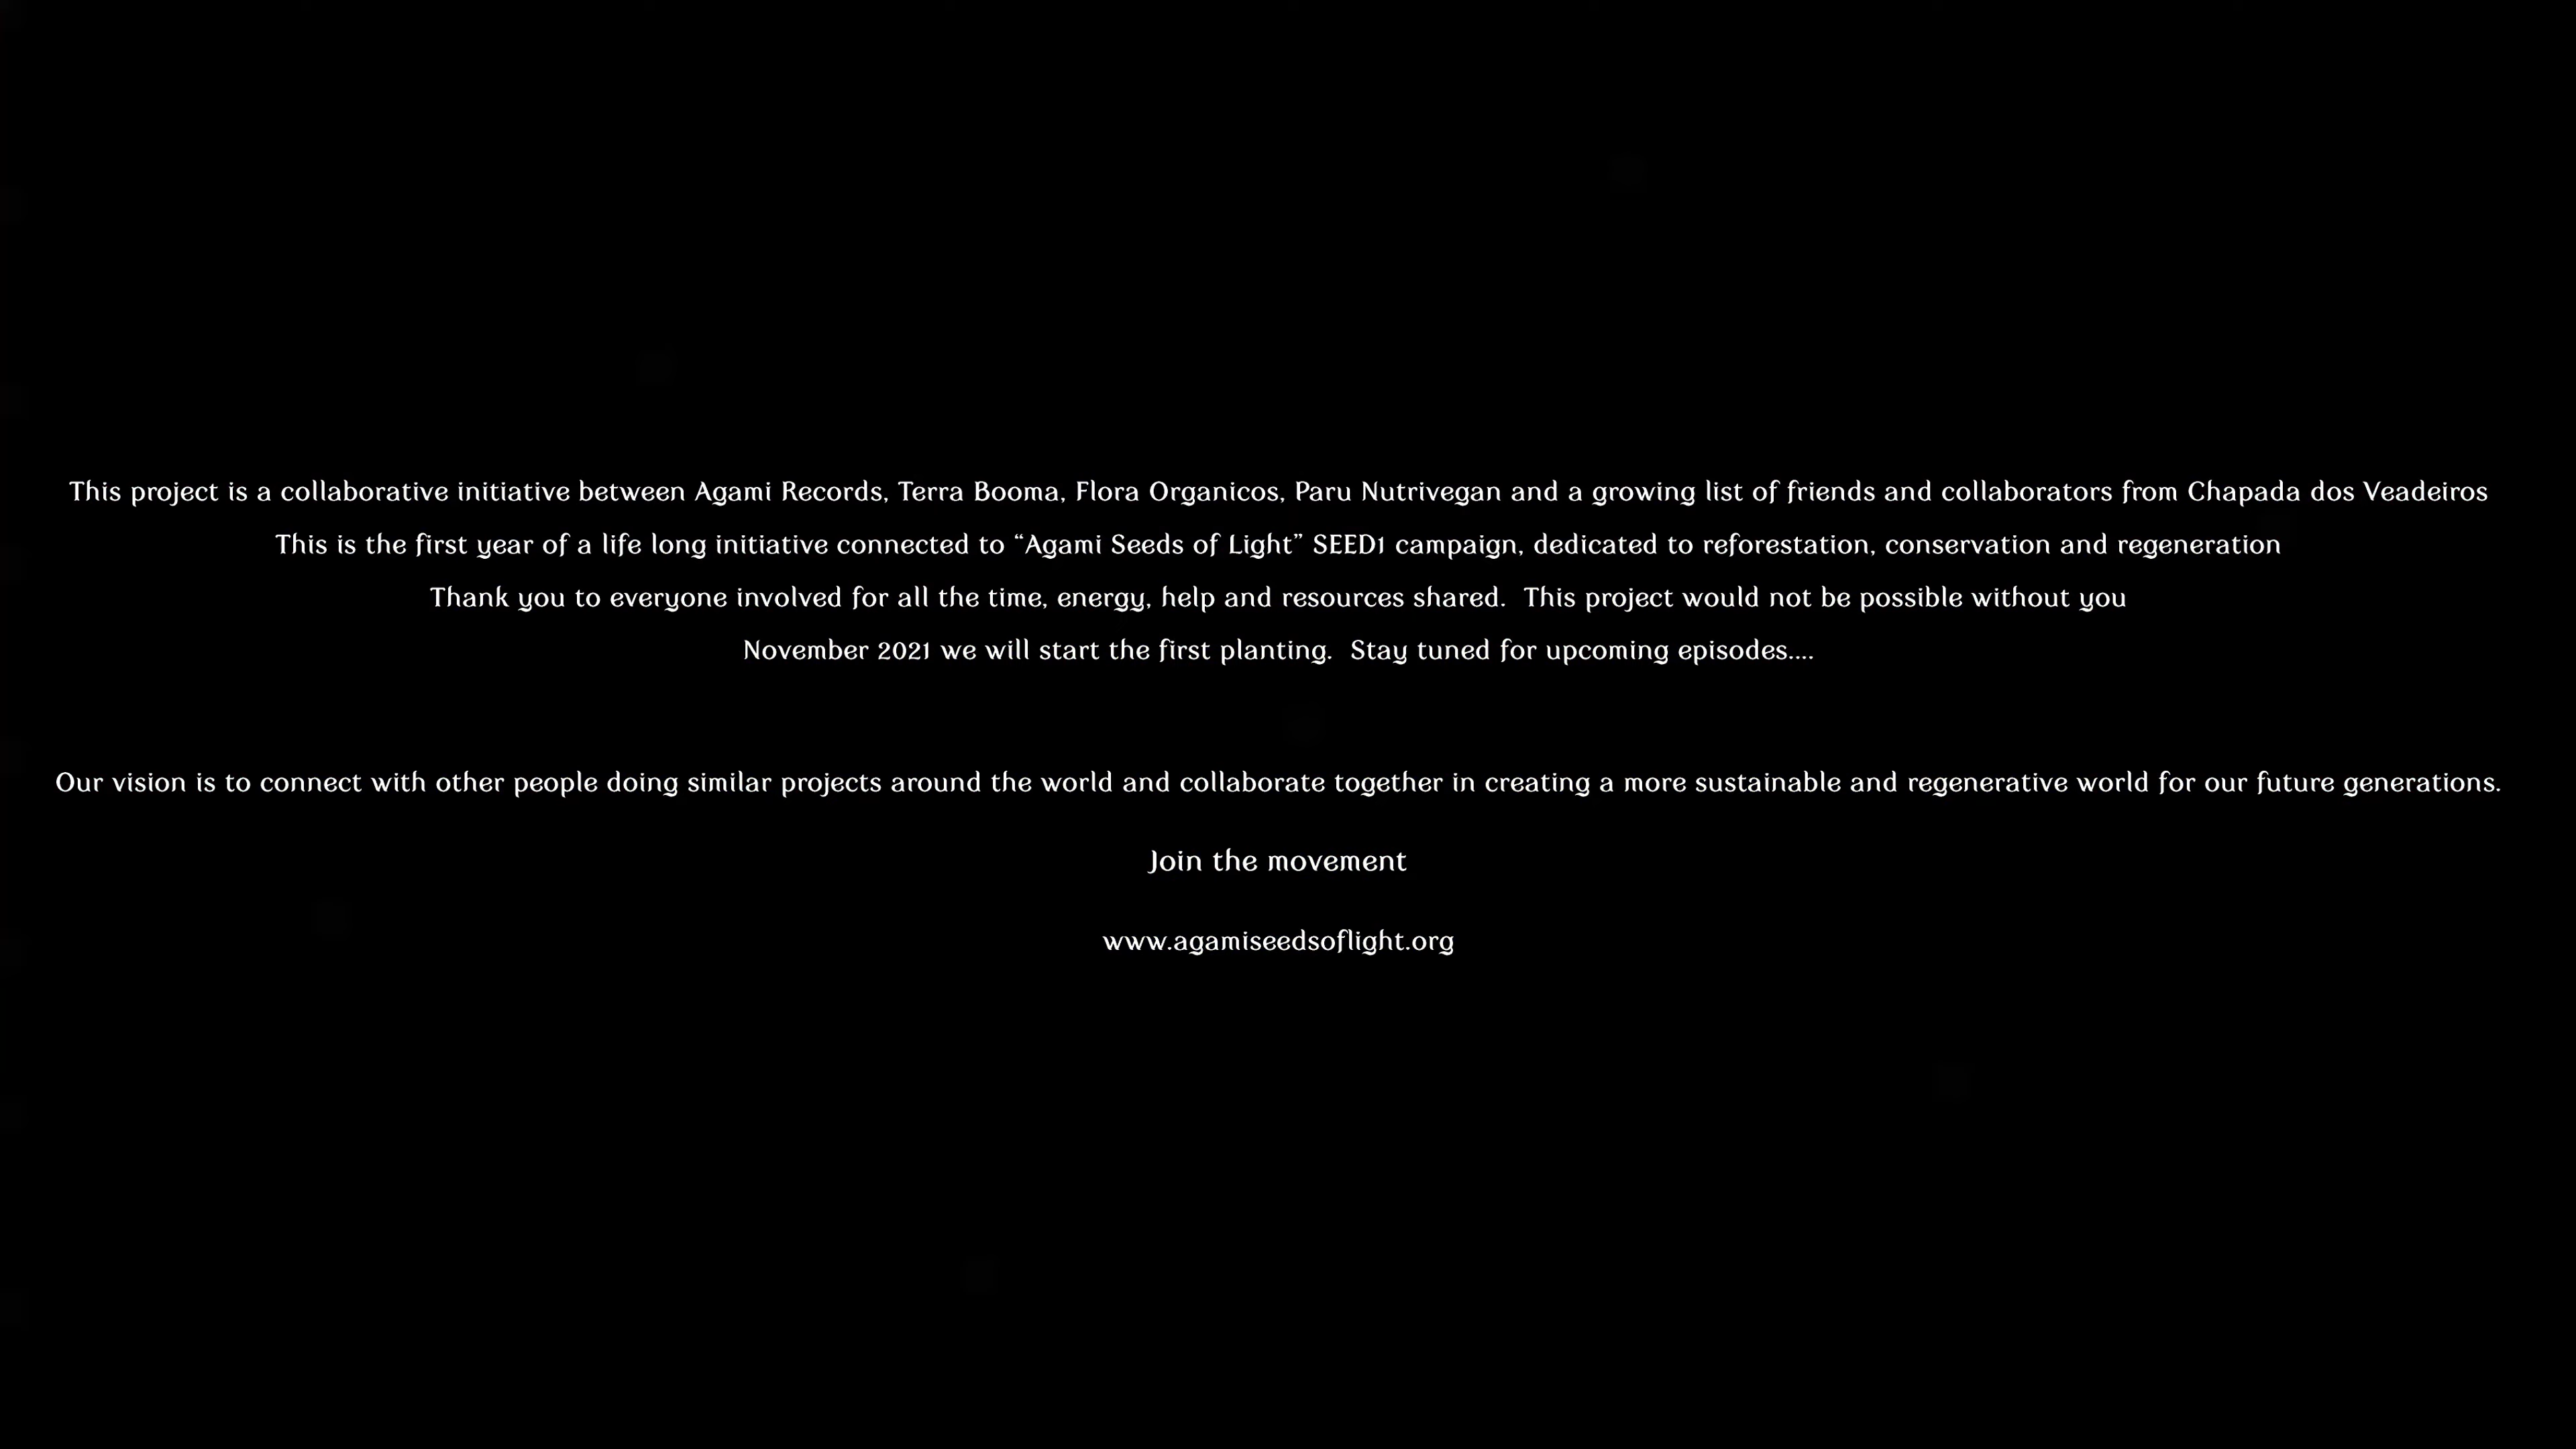 This project is a collaborative initiative between Agami Records, Terra Booma, Flora Organicos, Paru Nutrivegan and a growing list of friends and collaborators from Chapada dos Veadeiros
This is the first year of a life long initiative connected to “Agami Seeds of Light” SEED1 campaign, dedicated to reforestation, conservation and regeneration
Thank you to everyone involved for all the time, energy, help and resources shared.  This project would not be possible without you
November 2021 we will start the first planting.  Stay tuned for upcoming episodes....
Our vision is to connect with other people doing similar projects around the world and collaborate together in creating a more sustainable and regenerative world for our future generations.
Join the movement
www.agamiseedsoflight.org